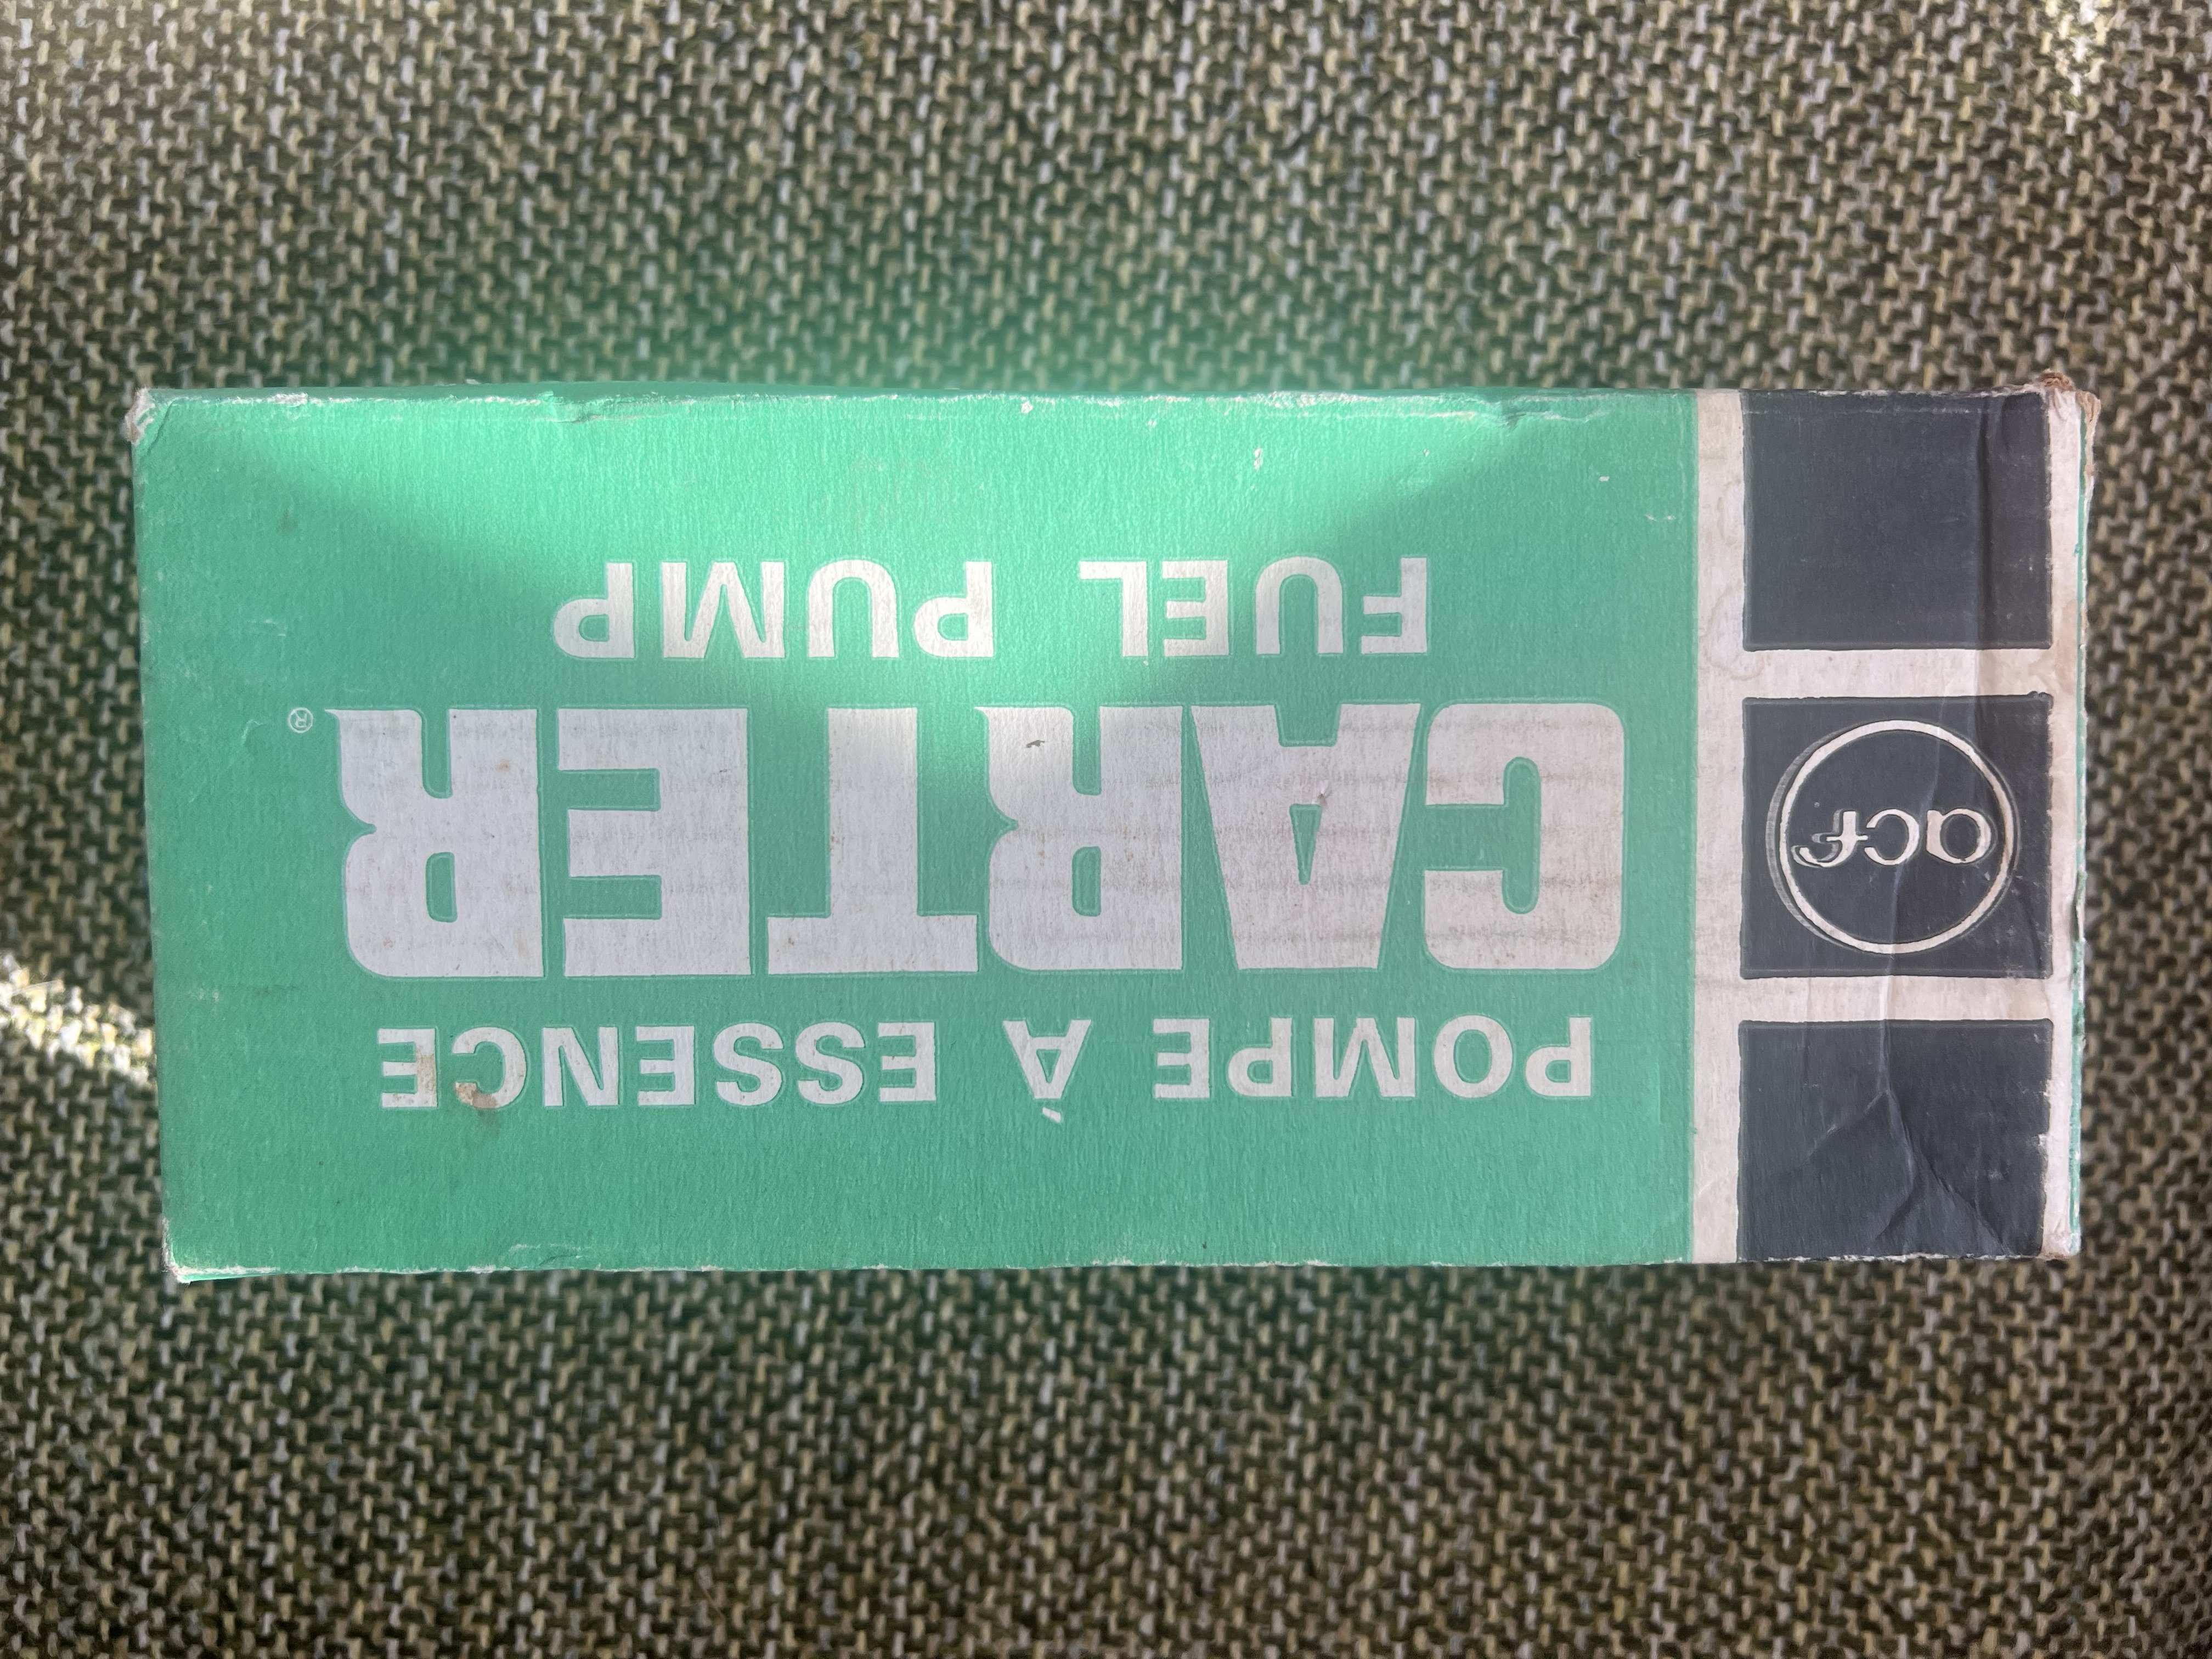 acf
POMPE À ESSENCE
CARTER®
FUEL PUMP